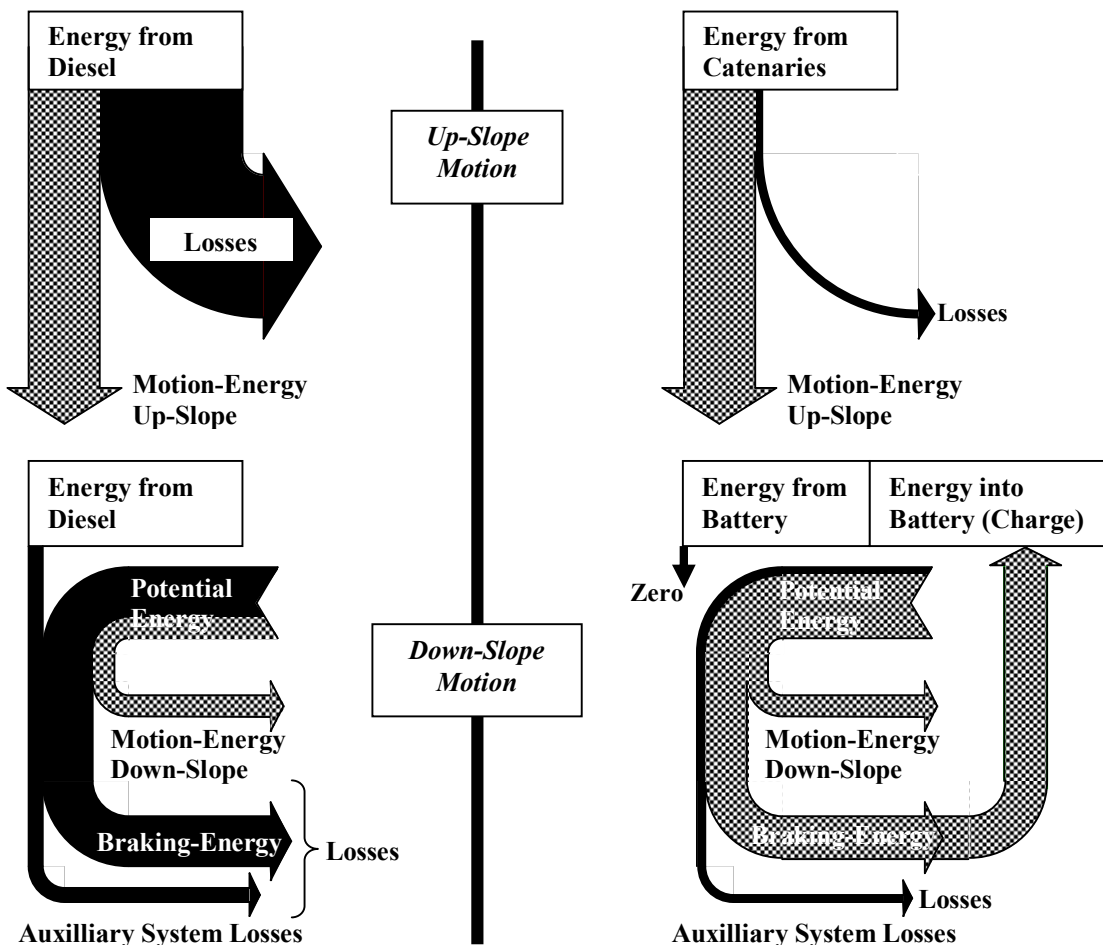 Energy from
Diesel
Losses
Motion-Energy
Up-Slope
Up-Slope
Motion
Energy from
Catenaries
Losses
Motion-Energy
Up-Slope
Energy from
Diesel
Potential
Energy
Motion-Energy
Down-Slope
Braking-Energy
Losses
Auxilliary System Losses
Down-Slope
Motion
Energy from
Battery
Energy into
Battery (Charge)
Zero
Potential
Energy
Motion-Energy
Down-Slope
Braking-Energy
Losses
Auxilliary System Losses